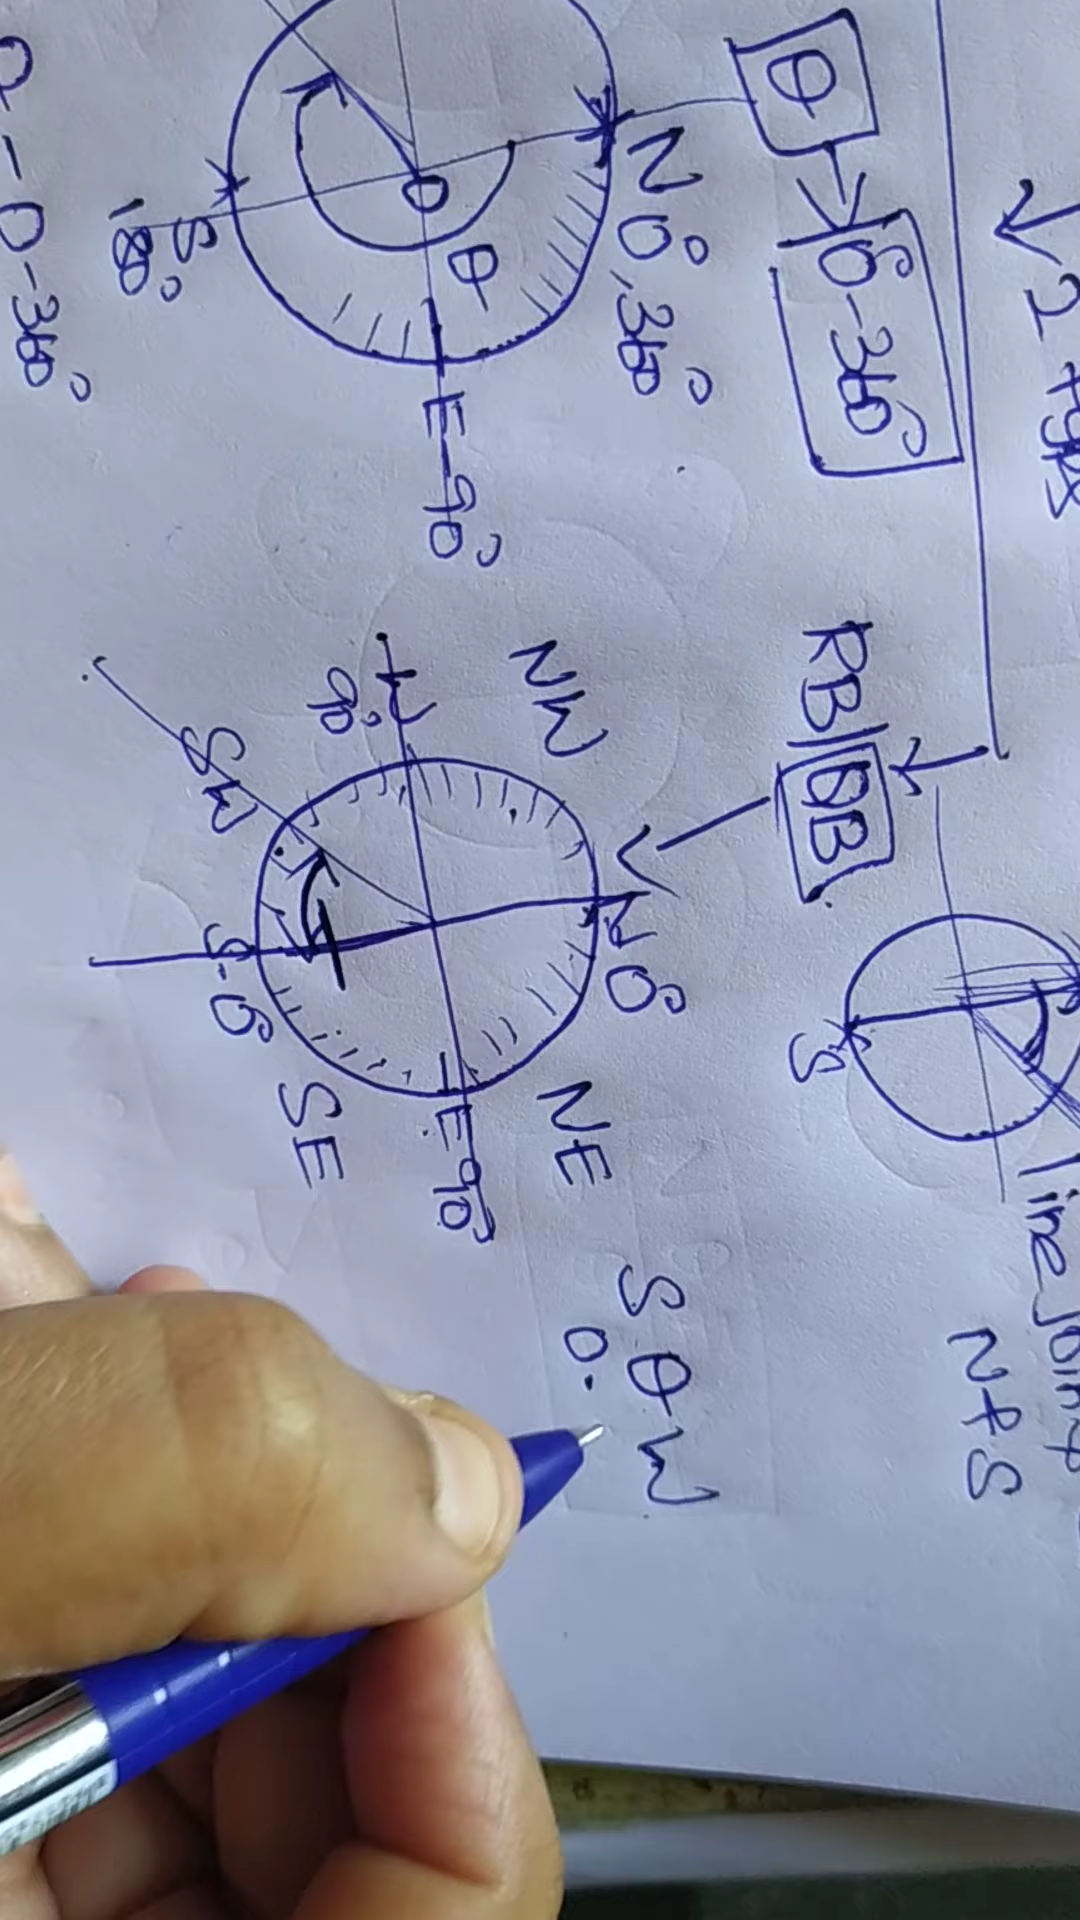 ↓ 2 types
θ → 0°-360°
N 0°, 360°
θ
O
E-90°
S°
180°
0-360°
RB|QB
N 0°
NW
NE
90°
E 90°
SW
SE
S-0°
S
line joint
N & S
S θ W
0.